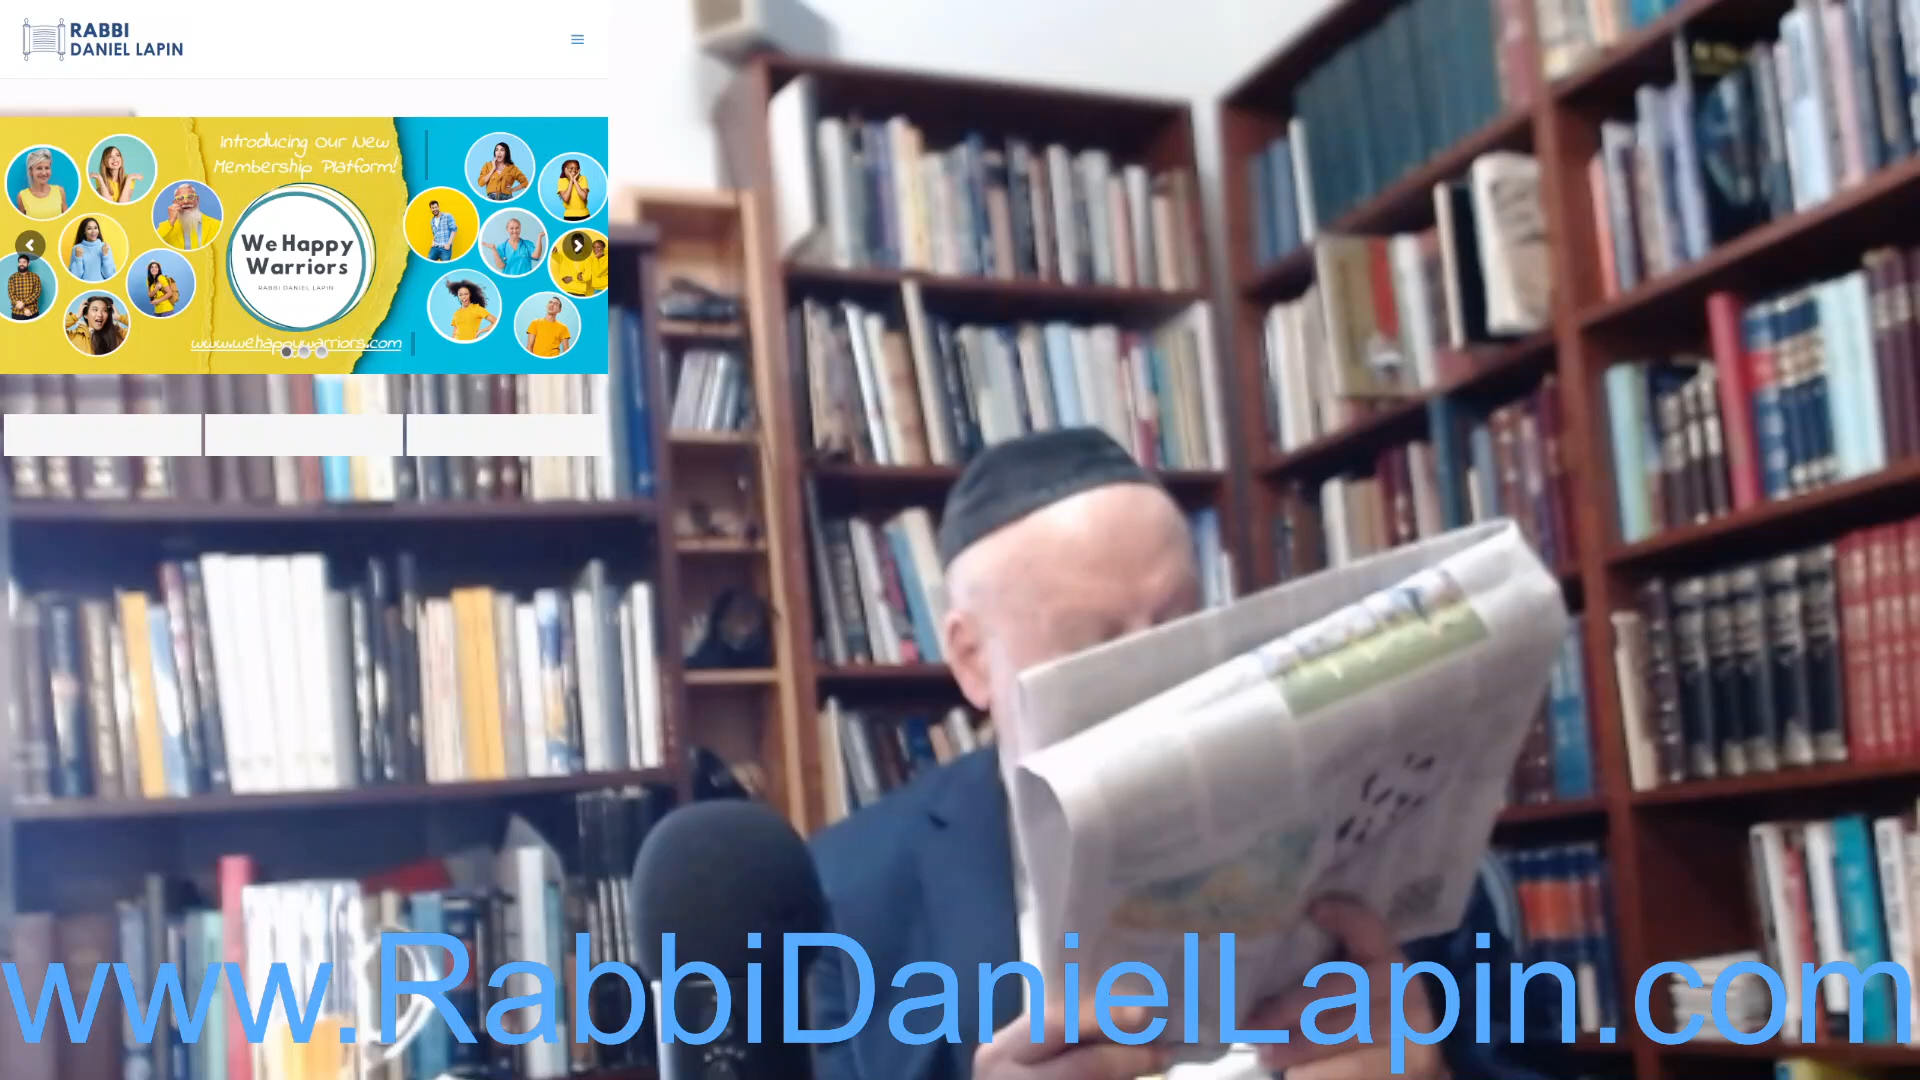 RABBI
DANIEL LAPIN
Introducing Our New
Membership Platform!
We Happy
Warriors
RABBI DANIEL LAPIN
www.wehappywarriors.com
www.RabbiDanielLapin.com